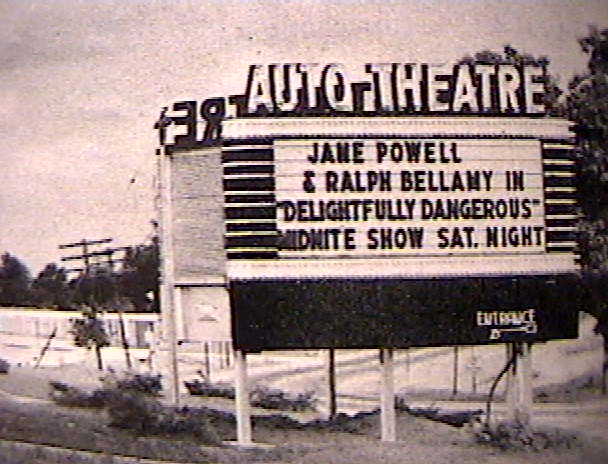 AUTO THEATRE
JANE POWELL
& RALPH BELLAMY IN
"DELIGHTFULLY DANGEROUS"
MIDNITE SHOW SAT. NIGHT
ENTRANCE